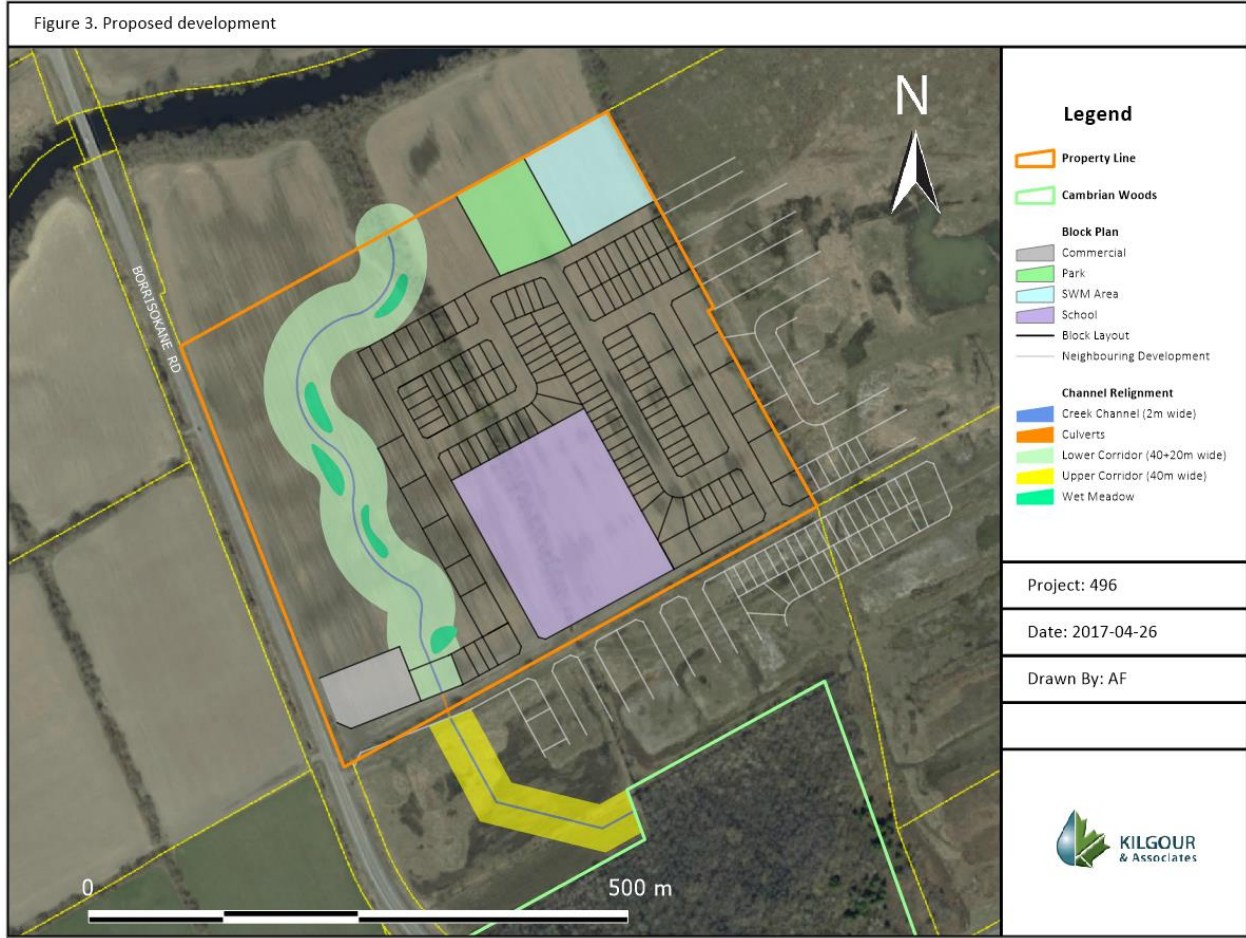 Figure 3. Proposed development
N
BORRISOKANE RD
0
500 m
Legend
Property Line
Cambrian Woods
Block Plan
Commercial
Park
SWM Area
School
Block Layout
Neighbouring Development
Channel Relignment
Creek Channel (2m wide)
Culverts
Lower Corridor (40+20m wide)
Upper Corridor (40m wide)
Wet Meadow
Project: 496
Date: 2017-04-26
Drawn By: AF
KILGOUR
& Associates